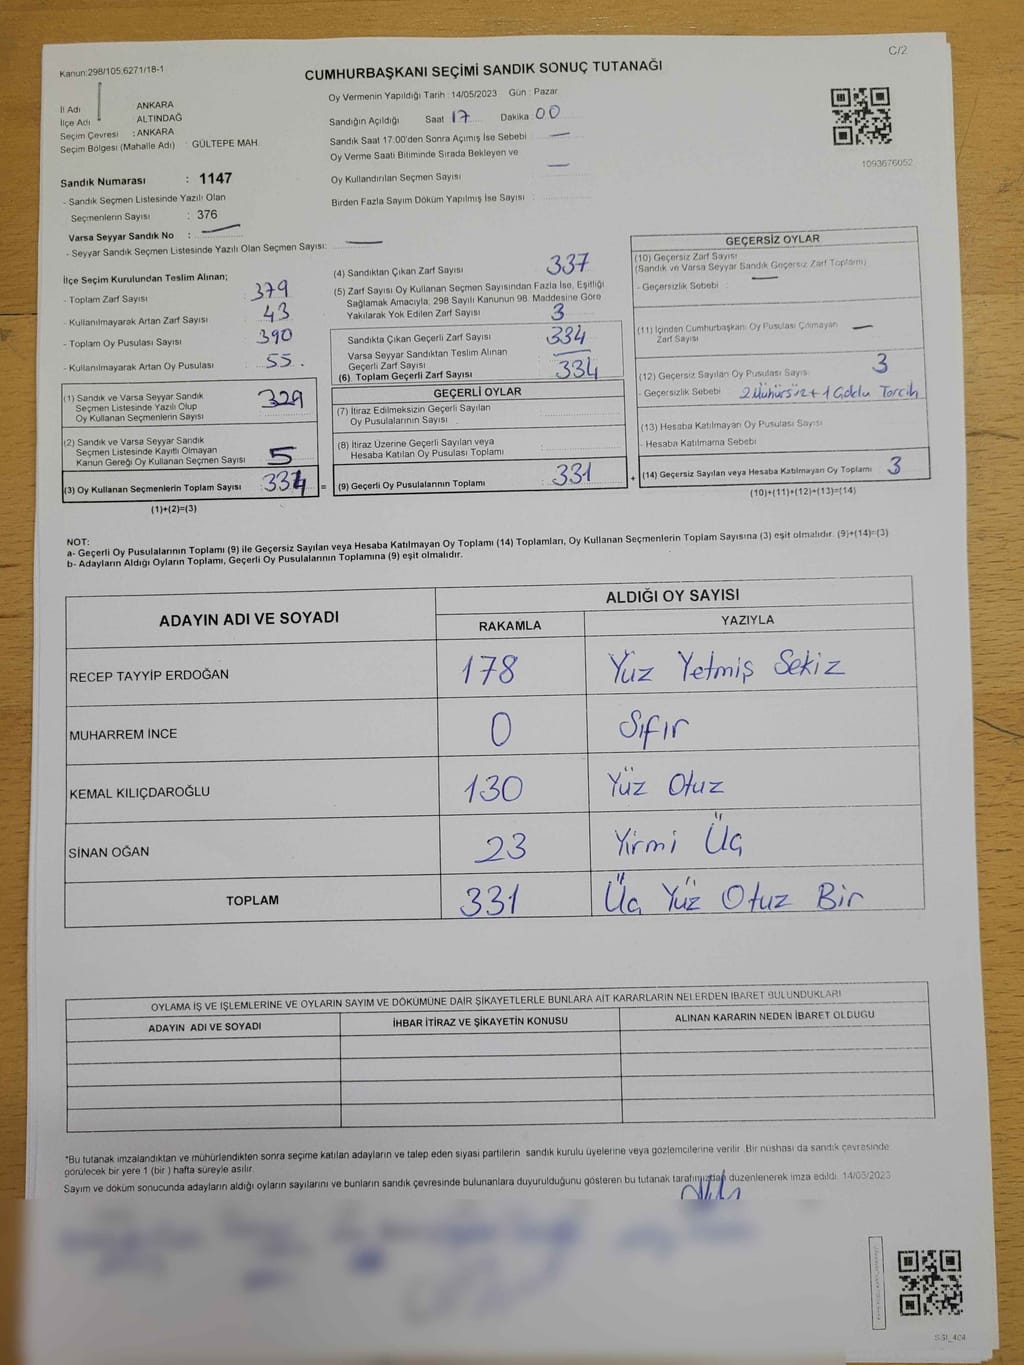 C/2
Kanun:298/105,6271/18-1
CUMHURBAŞKANI SEÇİMİ SANDIK SONUÇ TUTANAĞI
İl Adı ANKARA
İlçe Adı ALTINDAĞ
Seçim Çevresi : ANKARA
Seçim Bölgesi (Mahalle Adı) : GÜLTEPE MAH.
Oy Vermenin Yapıldığı Tarih : 14/05/2023 Gün : Pazar
Sandığın Açıldığı Saat 17 Dakika 00
Sandık Saat 17.00'den Sonra Açımış İse Sebebi —
Oy Verme Saati Bitiminde Sırada Bekleyen ve
Oy Kullandırılan Seçmen Sayısı —
Birden Fazla Sayım Döküm Yapılmış İse Sayısı :
1093676052
Sandık Numarası : 1147
- Sandık Seçmen Listesinde Yazılı Olan
Seçmenlerin Sayısı : 376
Varsa Seyyar Sandık No : —
- Seyyar Sandık Seçmen Listesinde Yazılı Olan Seçmen Sayısı: —
İlçe Seçim Kurulundan Teslim Alınan;
- Toplam Zarf Sayısı : 379
- Kullanılmayarak Artan Zarf Sayısı : 43
- Toplam Oy Pusulası Sayısı : 390
- Kullanılmayarak Artan Oy Pusulası : 55
(1) Sandık ve Varsa Seyyar Sandık
Seçmen Listesinde Yazılı Olup
Oy Kullanan Seçmenlerin Sayısı 329
(2) Sandık ve Varsa Seyyar Sandık
Seçmen Listesinde Kayıtlı Olmayan
Kanun Gereği Oy Kullanan Seçmen Sayısı 5
(3) Oy Kullanan Seçmenlerin Toplam Sayısı : 334 =
(1)+(2)=(3)
(4) Sandıktan Çıkan Zarf Sayısı 337
(5) Zarf Sayısı Oy Kullanan Seçmen Sayısından Fazla İse, Eşitliği
Sağlamak Amacıyla; 298 Sayılı Kanunun 98. Maddesine Göre
Yakılarak Yok Edilen Zarf Sayısı 3
Sandıkta Çıkan Geçerli Zarf Sayısı 334
Varsa Seyyar Sandıktan Teslim Alınan
Geçerli Zarf Sayısı —
(6) Toplam Geçerli Zarf Sayısı 334
GEÇERLİ OYLAR
(7) İtiraz Edilmeksizin Geçerli Sayılan
Oy Pusulalarının Sayısı
(8) İtiraz Üzerine Geçerli Sayılan veya
Hesaba Katılan Oy Pusulası Toplamı
(9) Geçerli Oy Pusulalarının Toplamı 331 +
GEÇERSİZ OYLAR
(10) Geçersiz Zarf Sayısı
(Sandık ve Varsa Seyyar Sandık Geçersiz Zarf Toplamı)
- Geçersizlik Sebebi : —
(11) İçinden Cumhurbaşkanı Oy Pusulası Çıkmayan
Zarf Sayısı —
(12) Geçersiz Sayılan Oy Pusulası Sayısı 3
- Geçersizlik Sebebi 2 Mühürsüz + 1 Çoklu Tercih
(13) Hesaba Katılmayan Oy Pusulası Sayısı
- Hesaba Katılmama Sebebi
(14) Geçersiz Sayılan veya Hesaba Katılmayan Oy Toplamı 3
(10)+(11)+(12)+(13)=(14)
NOT:
a- Geçerli Oy Pusulalarının Toplamı (9) ile Geçersiz Sayılan veya Hesaba Katılmayan Oy Toplamı (14) Toplamları, Oy Kullanan Seçmenlerin Toplam Sayısına (3) eşit olmalıdır. (9)+(14)=(3)
b- Adayların Aldığı Oyların Toplamı, Geçerli Oy Pusulalarının Toplamına (9) eşit olmalıdır.
ADAYIN ADI VE SOYADI ALDIĞI OY SAYISI
RAKAMLA YAZIYLA
RECEP TAYYİP ERDOĞAN 178 Yüz Yetmiş Sekiz
MUHARREM İNCE 0 Sıfır
KEMAL KILIÇDAROĞLU 130 Yüz Otuz
SİNAN OĞAN 23 Yirmi Üç
TOPLAM 331 Üç Yüz Otuz Bir
OYLAMA İŞ VE İŞLEMLERİNE VE OYLARIN SAYIM VE DÖKÜMÜNE DAİR ŞİKAYETLERLE BUNLARA AİT KARARLARIN NELERDEN İBARET BULUNDUKLARI
ADAYIN ADI VE SOYADI İHBAR İTİRAZ VE ŞİKAYETİN KONUSU ALINAN KARARIN NEDEN İBARET OLDUĞU
*Bu tutanak imzalandıktan ve mühürlendikten sonra seçime katılan adayların ve talep eden siyasi partilerin sandık kurulu üyelerine veya gözlemcilerine verilir. Bir nüshası da sandık çevresinde
görülecek bir yere 1 (bir) hafta süreyle asılır.
Sayım ve döküm sonucunda adayların aldığı oyların sayılarını ve bunların sandık çevresinde bulunanlara duyurulduğunu gösteren bu tutanak tarafımızdan düzenlenerek imza edildi. 14/05/2023
SSI_404